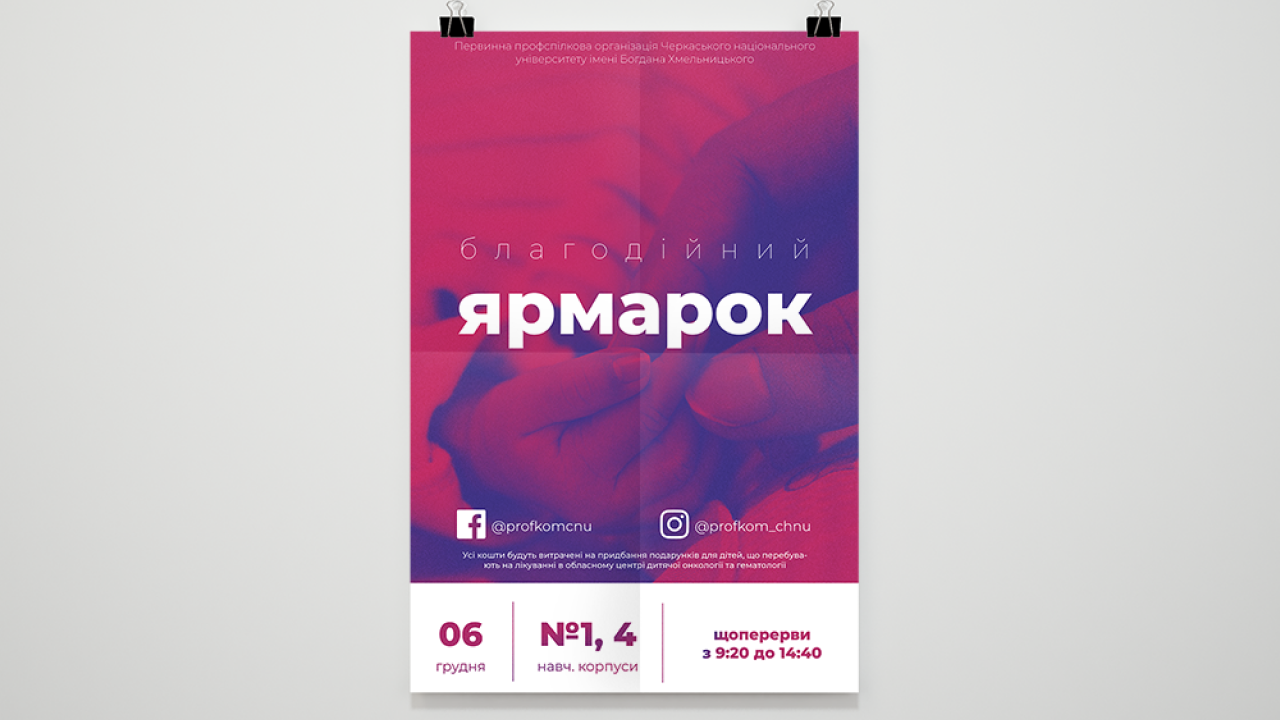 Первинна профспілкова організація Черкаського національного
університету імені Богдана Хмельницького
благодійний
ярмарок
@profkomcnu
@profkom_chnu
Усі кошти будуть витрачені на придбання подарунків для дітей, що перебува-
ють на лікуванні в обласному центрі дитячої онкології та гематології
06
грудня
№1, 4
навч. корпуси
щоперерви
з 9:20 до 14:40